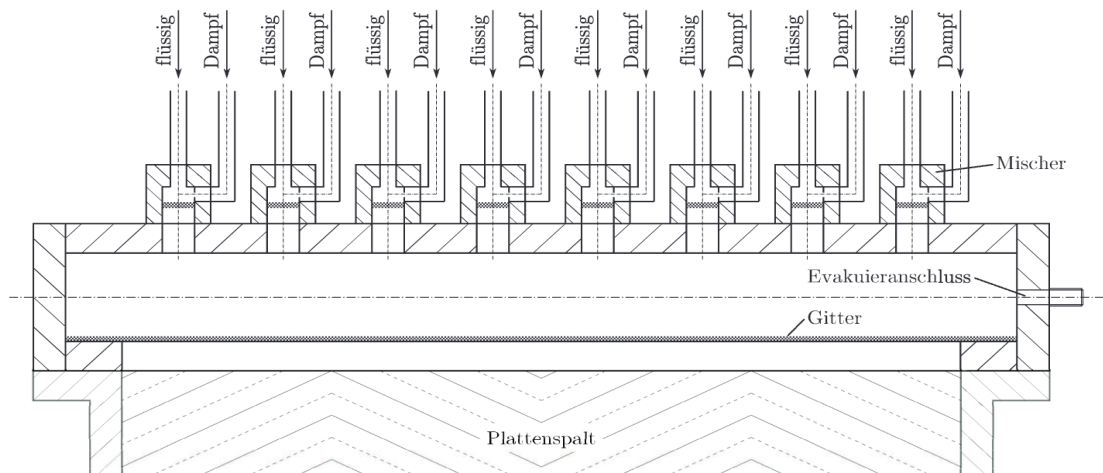 flüssig
Dampf
flüssig
Dampf
flüssig
Dampf
flüssig
Dampf
flüssig
Dampf
flüssig
Dampf
flüssig
Dampf
flüssig
Dampf
Mischer
Evakuieranschluss
Gitter
Plattenspalt